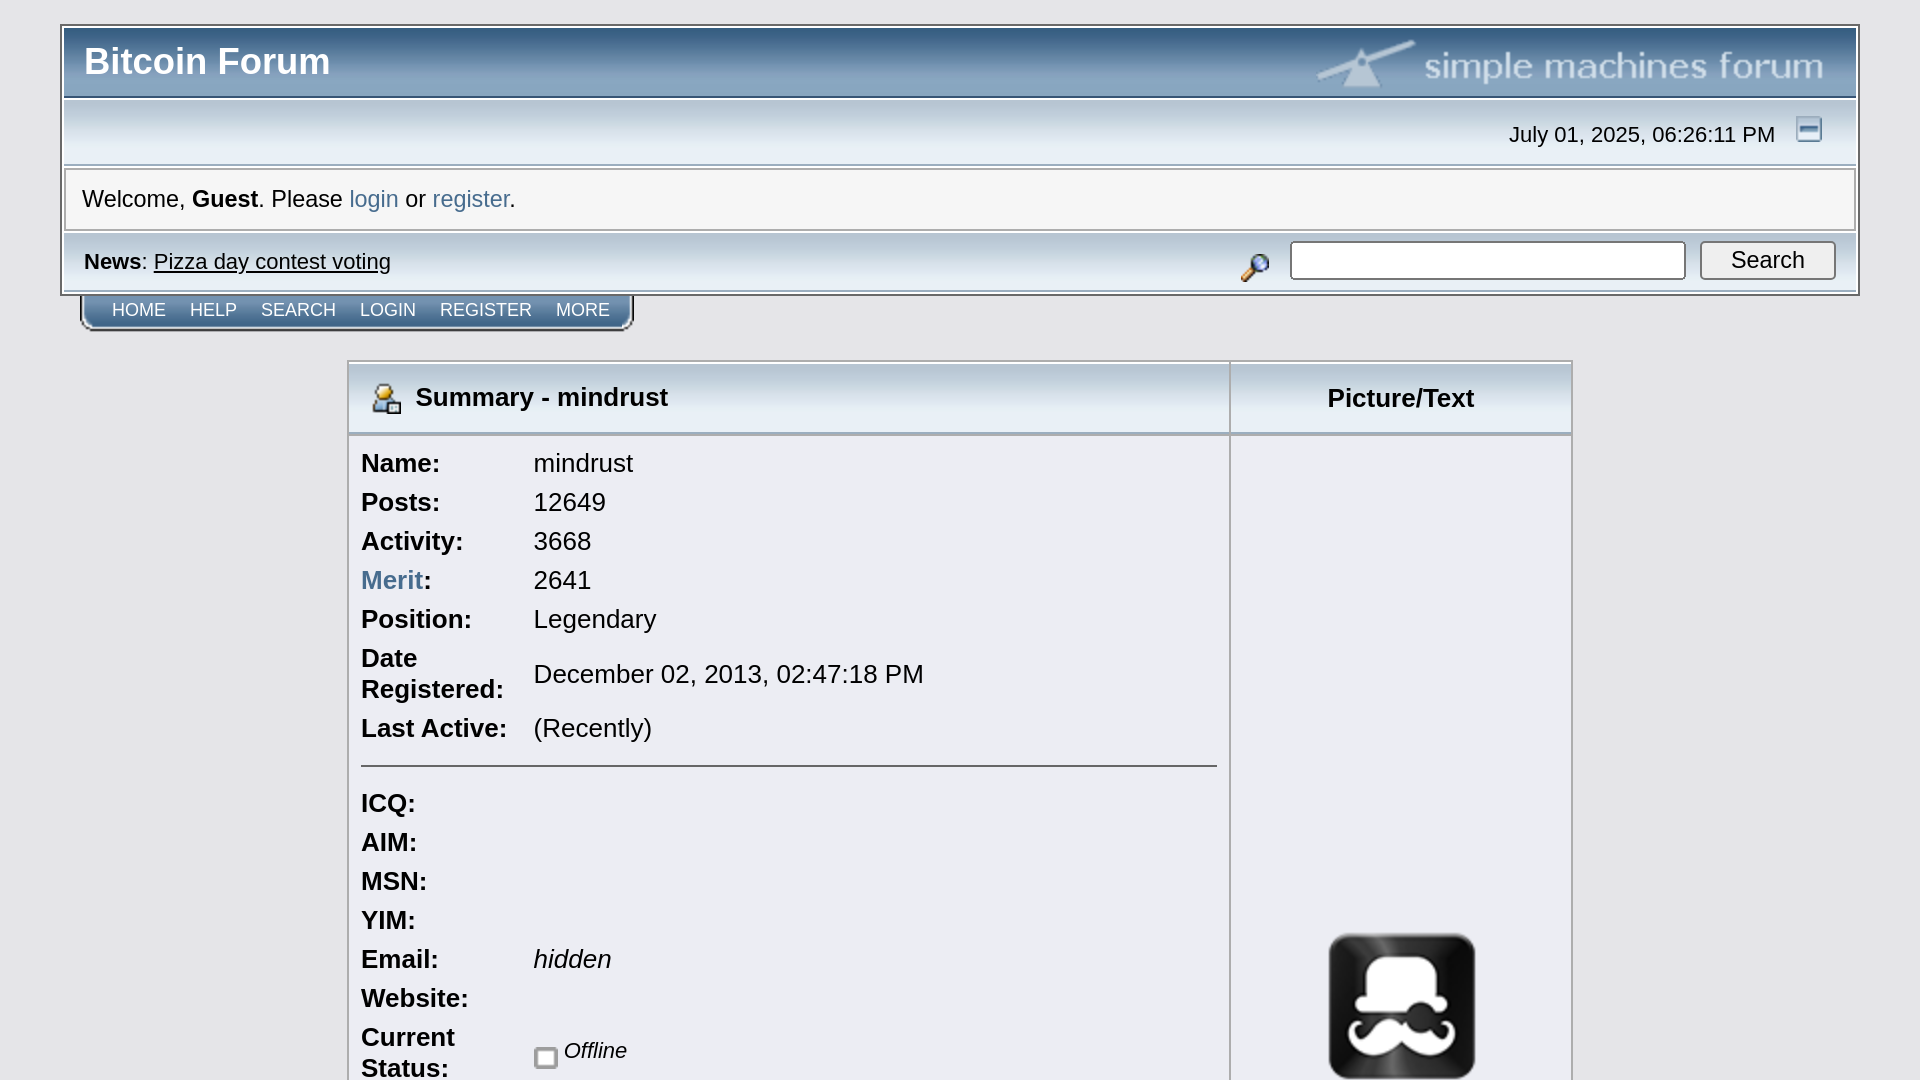 Bitcoin Forum
simple machines forum
July 01, 2025, 06:26:11 PM
Welcome, Guest. Please login or register.
News: Pizza day contest voting
Search
HOME HELP SEARCH LOGIN REGISTER MORE
Summary - mindrust
Picture/Text
Name: mindrust
Posts: 12649
Activity: 3668
Merit: 2641
Position: Legendary
Date
Registered: December 02, 2013, 02:47:18 PM
Last Active: (Recently)
ICQ:
AIM:
MSN:
YIM:
Email: hidden
Website:
Current
Status: Offline